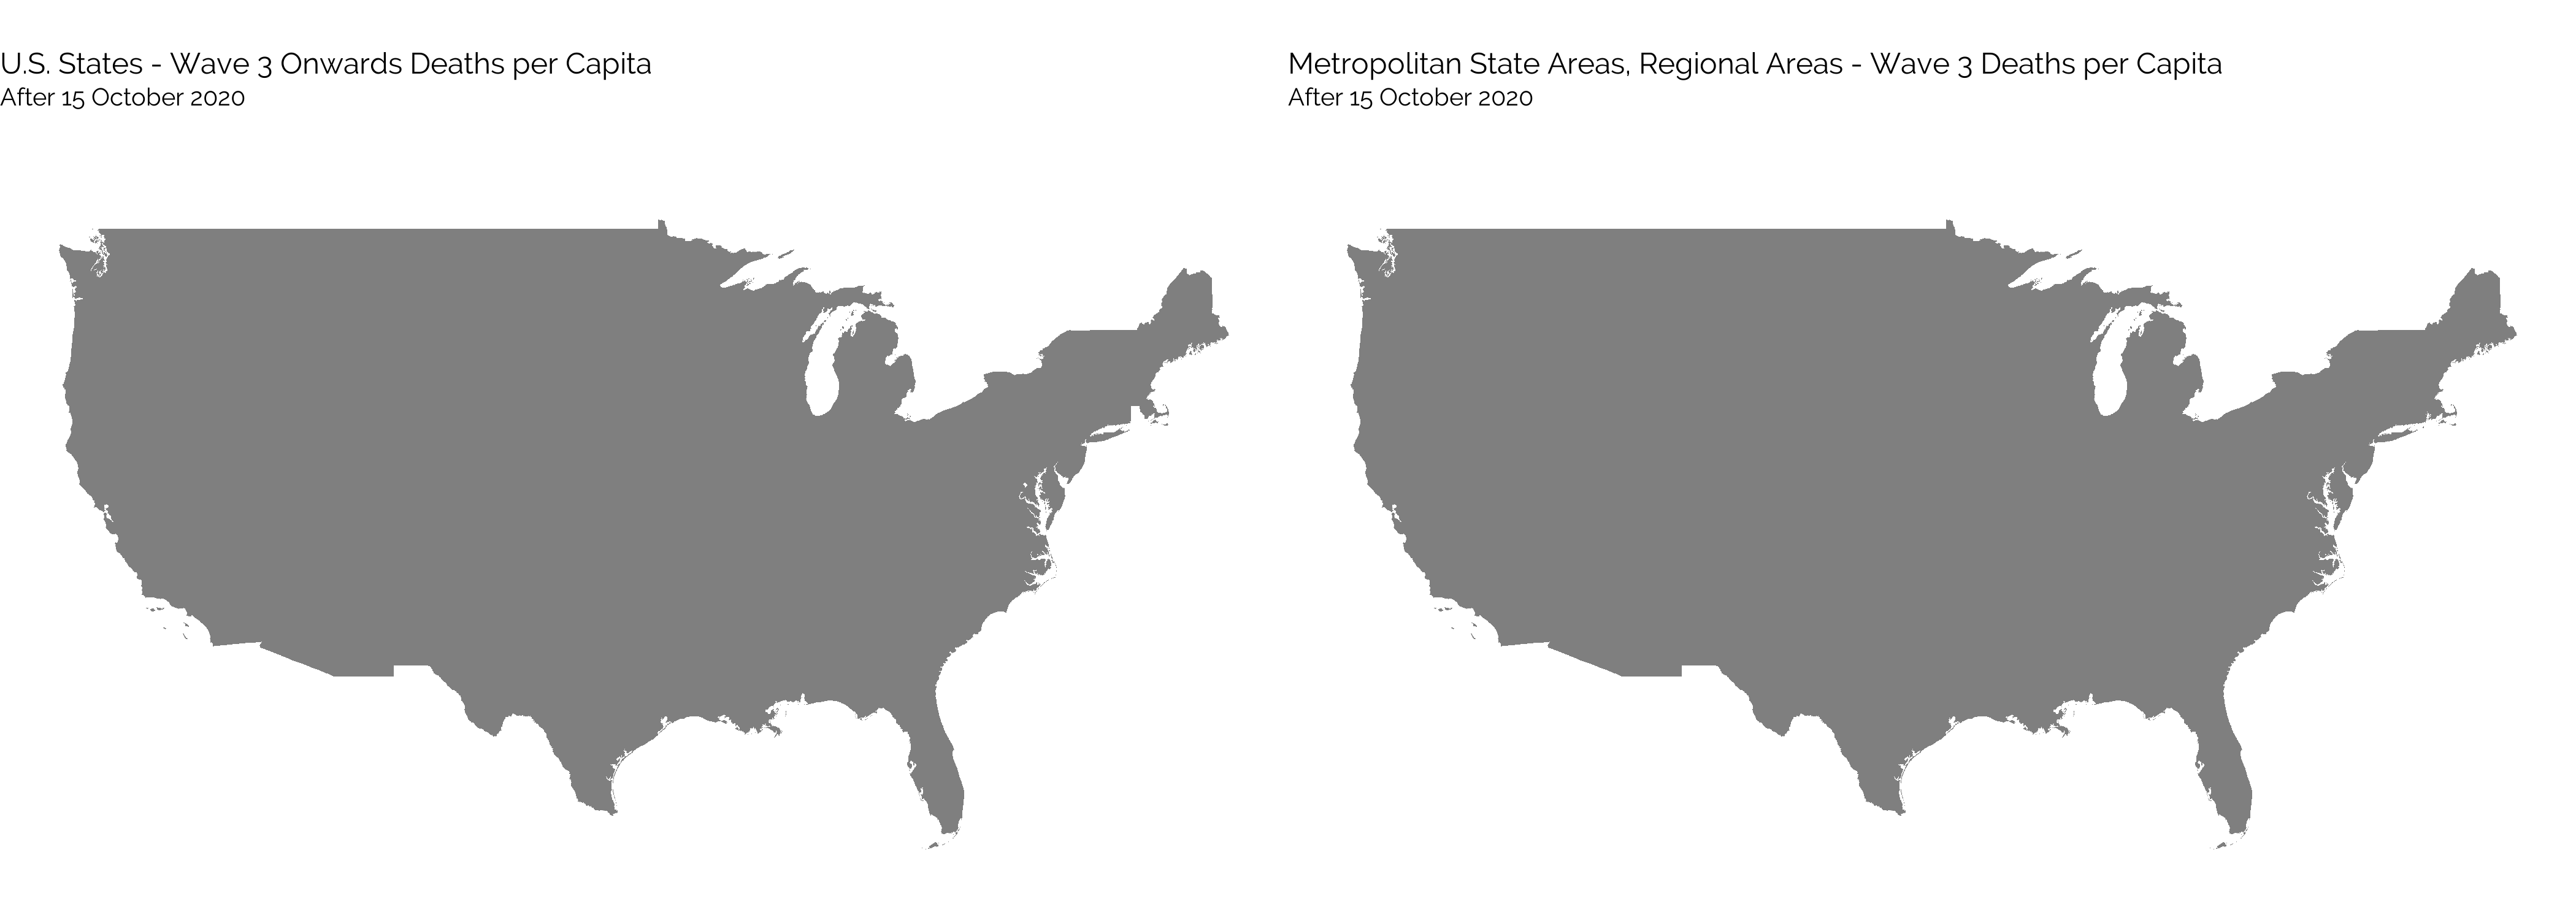 U.S. States - Wave 3 Onwards Deaths per Capita
After 15 October 2020
Metropolitan State Areas, Regional Areas - Wave 3 Deaths per Capita
After 15 October 2020